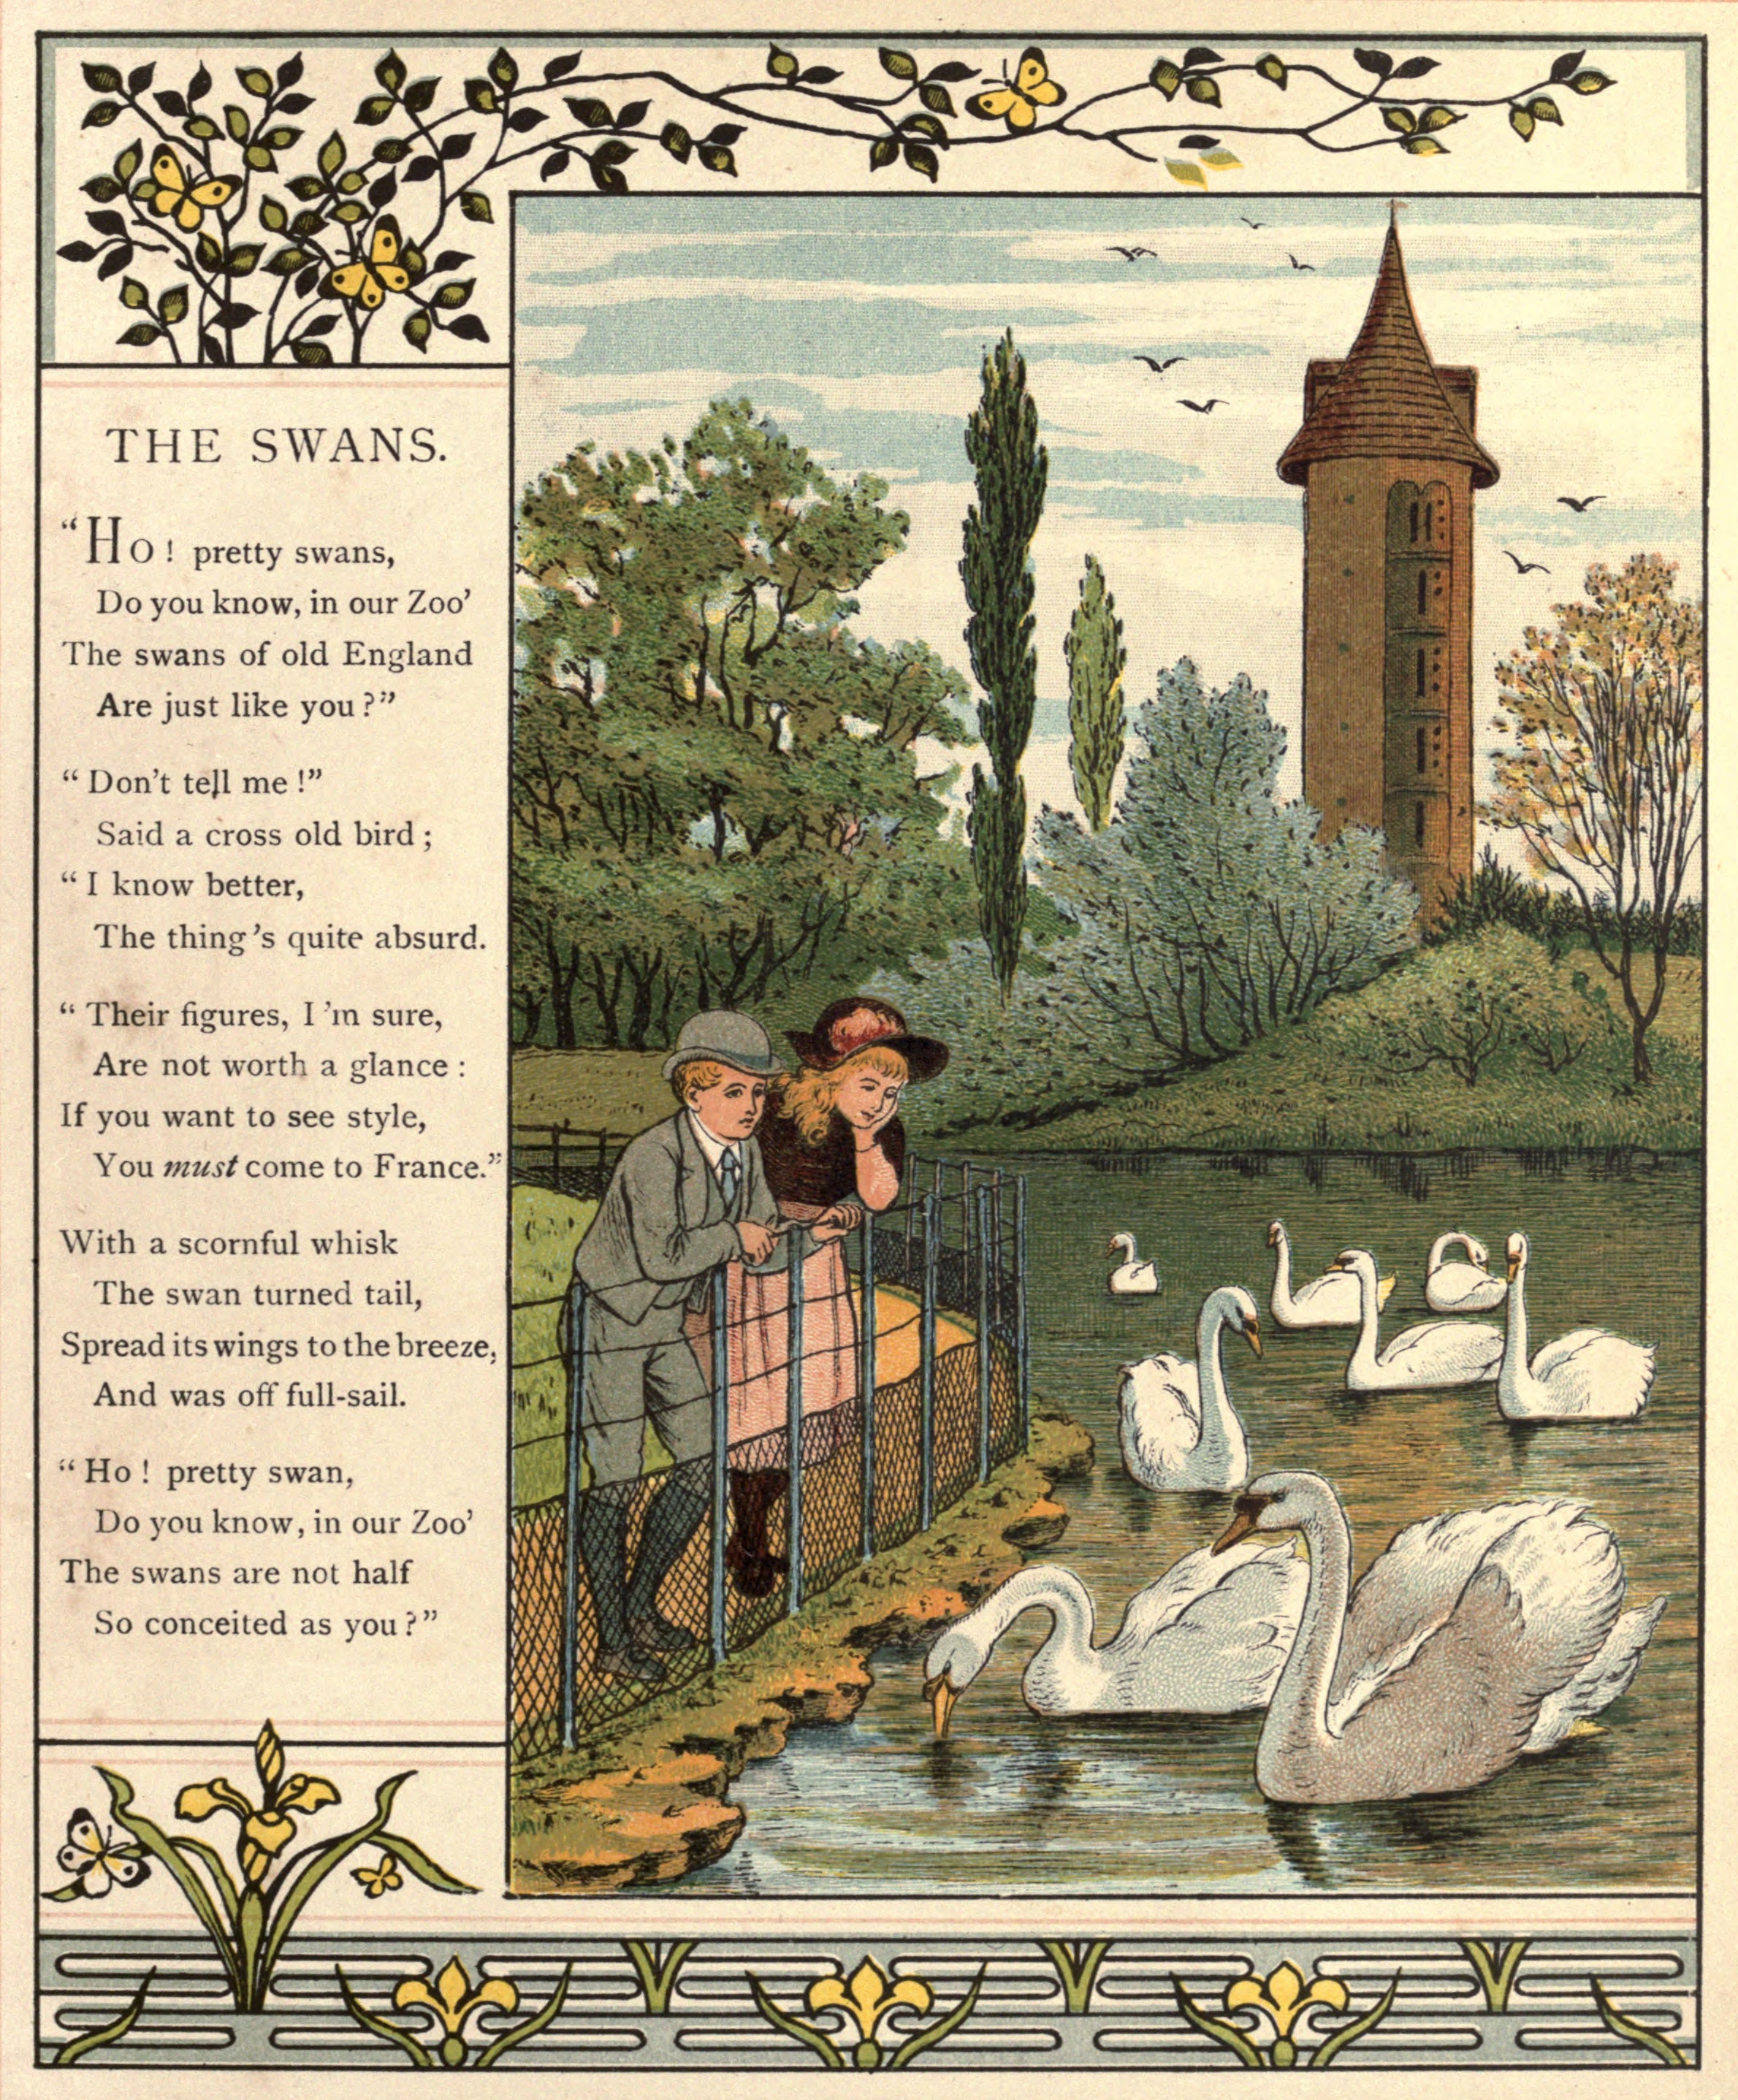 THE SWANS.
“Ho! pretty swans,
Do you know, in our Zoo’
The swans of old England
Are just like you?”
“Don’t tell me!”
Said a cross old bird;
“I know better,
The thing’s quite absurd.
“Their figures, I’m sure,
Are not worth a glance:
If you want to see style,
You must come to France.”
With a scornful whisk
The swan turned tail,
Spread its wings to the breeze,
And was off full-sail.
“Ho! pretty swan,
Do you know, in our Zoo’
The swans are not half
So conceited as you?”